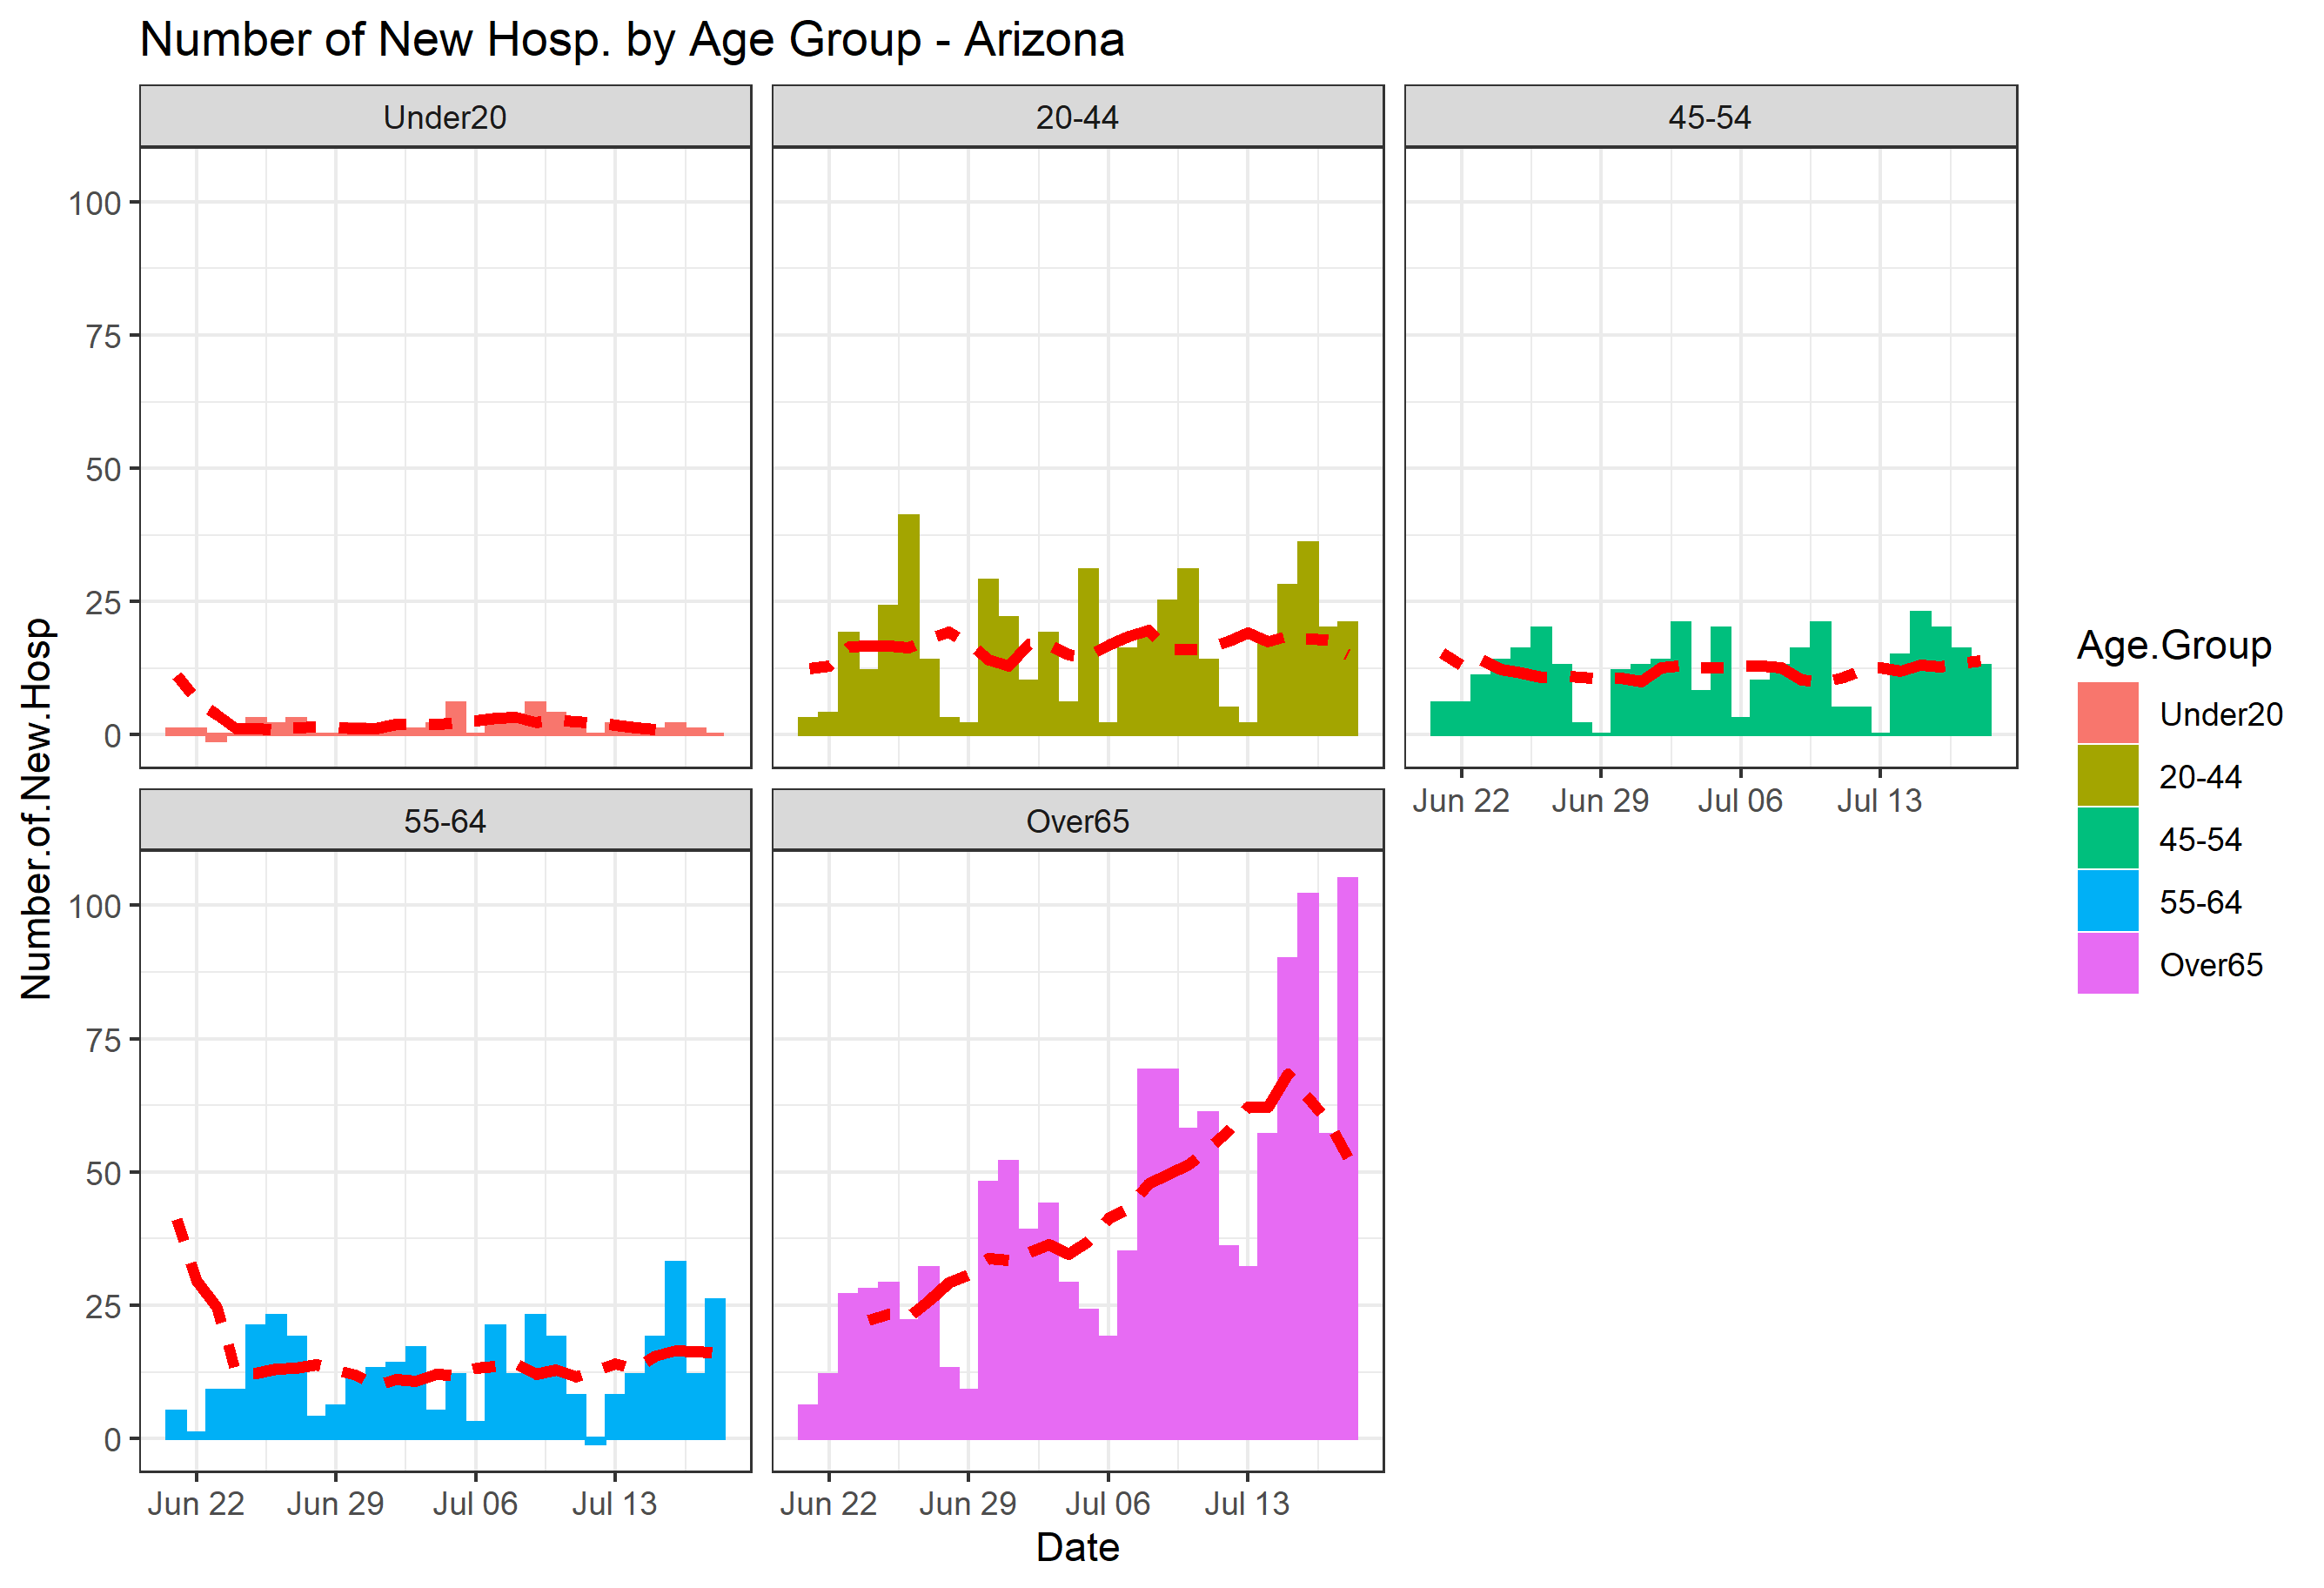 Number of New Hosp. by Age Group - Arizona
Under20
20-44
45-54
100
75
50
25
0
Jun 22
Jun 29
Jul 06
Jul 13
55-64
Over65
100
75
50
25
0
Jun 22
Jun 29
Jul 06
Jul 13
Jun 22
Jun 29
Jul 06
Jul 13
Date
Number.of.New.Hosp
Age.Group
Under20
20-44
45-54
55-64
Over65